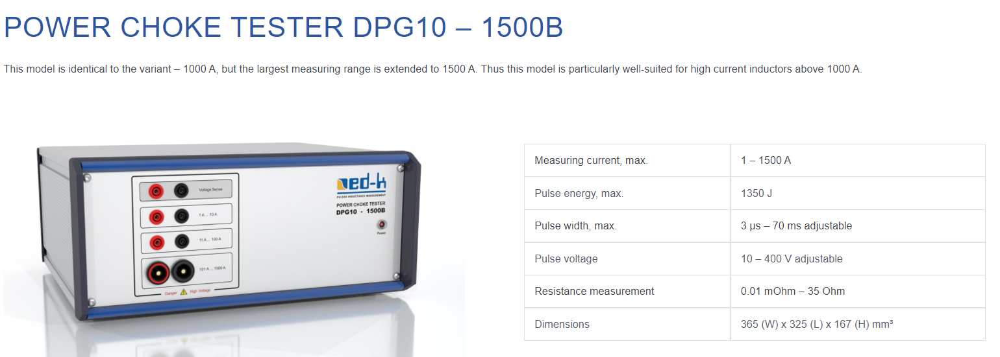 POWER CHOKE TESTER DPG10 – 1500B
This model is identical to the variant – 1000 A, but the largest measuring range is extended to 1500 A. Thus this model is particularly well-suited for high current inductors above 1000 A.
ed-k
PULSED INDUCTANCE MEASUREMENT
POWER CHOKE TESTER
DPG10 - 1500B
Power
Voltage Sense
1 A ... 10 A
11 A ... 100 A
101 A ... 1500 A
Danger High Voltage
Measuring current, max. 1 – 1500 A
Pulse energy, max. 1350 J
Pulse width, max. 3 µs – 70 ms adjustable
Pulse voltage 10 – 400 V adjustable
Resistance measurement 0.01 mOhm – 35 Ohm
Dimensions 365 (W) x 325 (L) x 167 (H) mm³